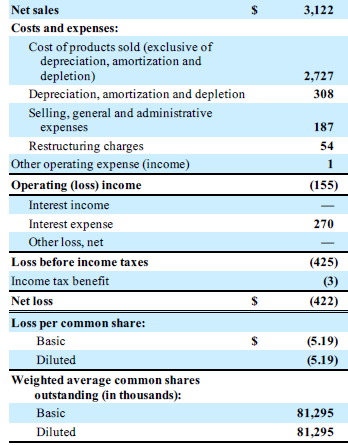 Net sales $ 3,122
Costs and expenses:
Cost of products sold (exclusive of
depreciation, amortization and
depletion) 2,727
Depreciation, amortization and depletion 308
Selling, general and administrative
expenses 187
Restructuring charges 54
Other operating expense (income) 1
Operating (loss) income (155)
Interest income —
Interest expense 270
Other loss, net —
Loss before income taxes (425)
Income tax benefit (3)
Net loss $ (422)
Loss per common share:
Basic $ (5.19)
Diluted (5.19)
Weighted average common shares
outstanding (in thousands):
Basic 81,295
Diluted 81,295